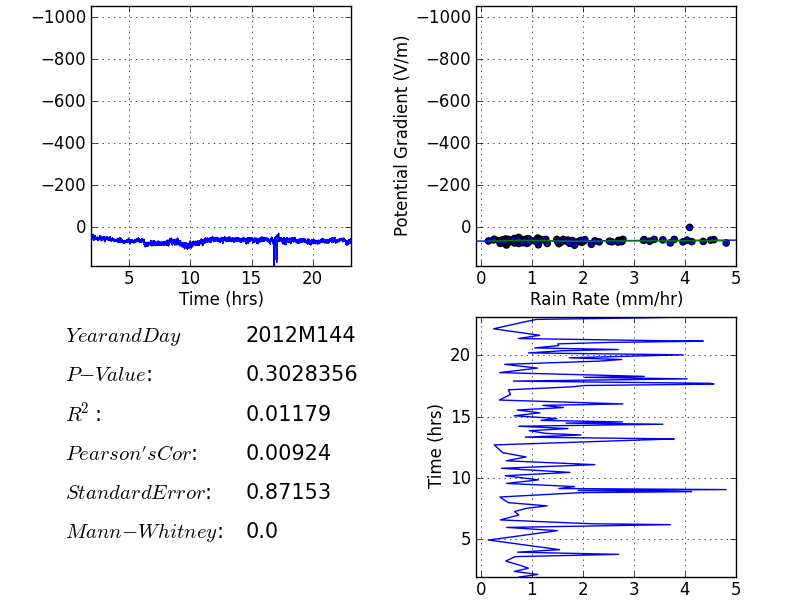 −1000
−800
−600
−400
−200
0
5 10 15 20
Time (hrs)
Potential Gradient (V/m)
−1000
−800
−600
−400
−200
0
0 1 2 3 4 5
Rain Rate (mm/hr)
YearandDay 2012M144
P−Value: 0.3028356
R²: 0.01179
Pearson'sCor: 0.00924
StandardError: 0.87153
Mann−Whitney: 0.0
Time (hrs)
20
15
10
5
0 1 2 3 4 5